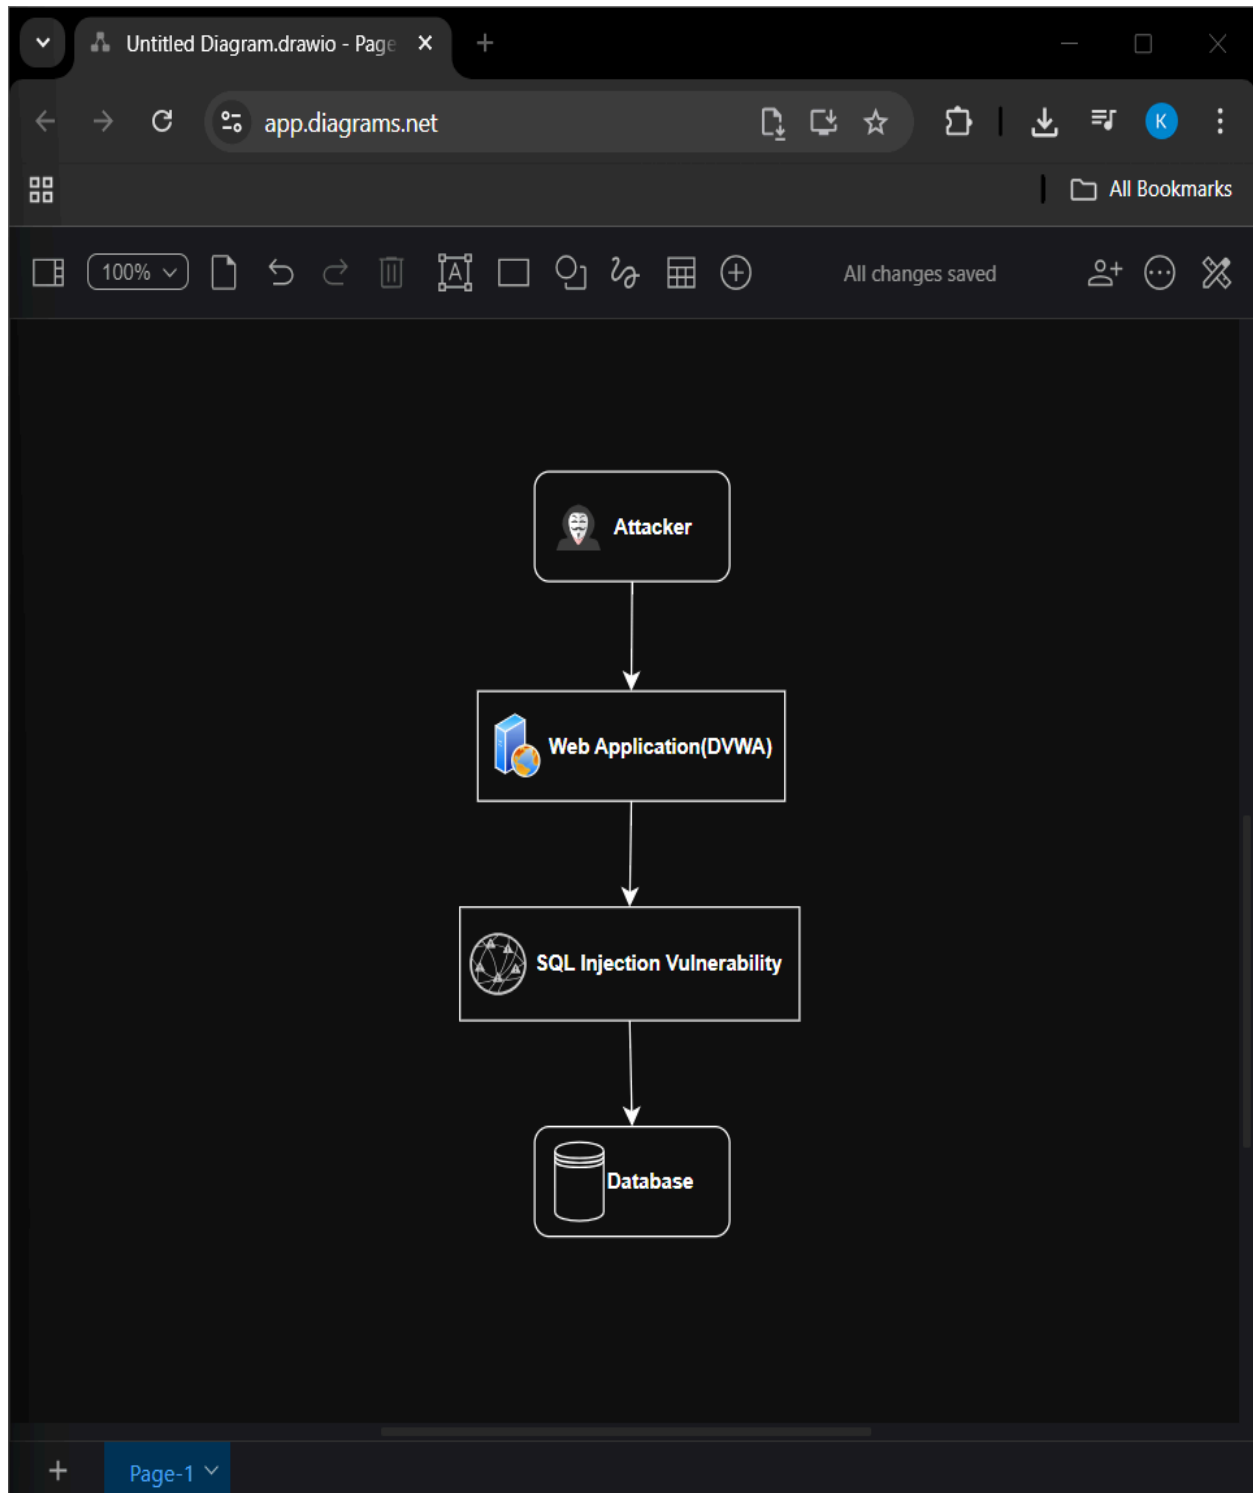 Untitled Diagram.drawio - Page
app.diagrams.net
K
All Bookmarks
100%
A
All changes saved
Attacker
Web Application(DVWA)
SQL Injection Vulnerability
Database
Page-1